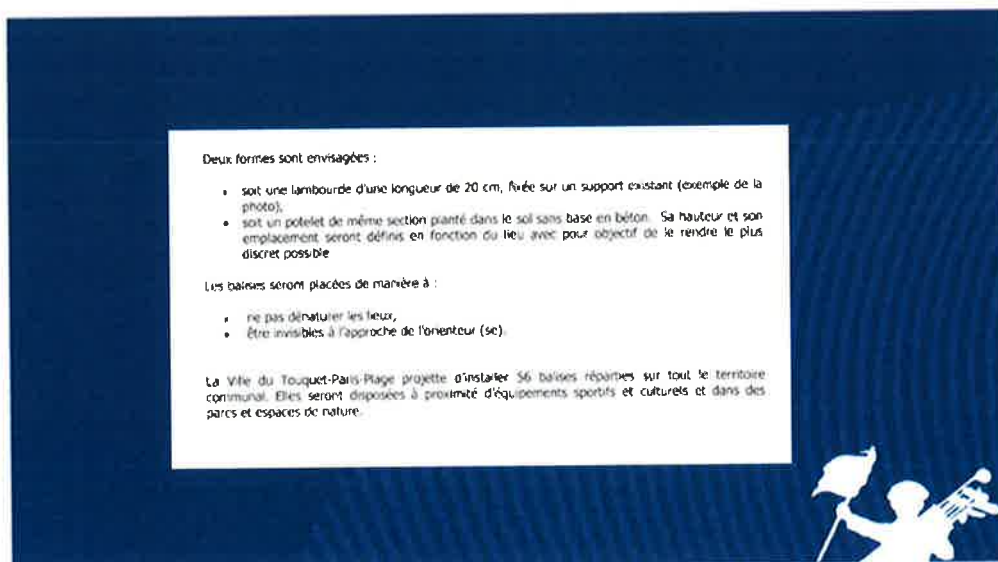 Deux formes sont envisagées :
• soit une lambourde d'une longueur de 20 cm, fixée sur un support existant (exemple de la
photo),
• soit un potelet de même section planté dans le sol sans base en béton. Sa hauteur et son
emplacement seront définis en fonction du lieu avec pour objectif de le rendre le plus
discret possible
Les balises seront placées de manière à :
• ne pas dénaturer les lieux,
• être invisibles à l'approche de l'orienteur (se).
La Ville du Touquet-Paris-Plage projette d'installer 56 balises réparties sur tout le territoire
communal. Elles seront disposées à proximité d'équipements sportifs et culturels et dans des
parcs et espaces de nature.